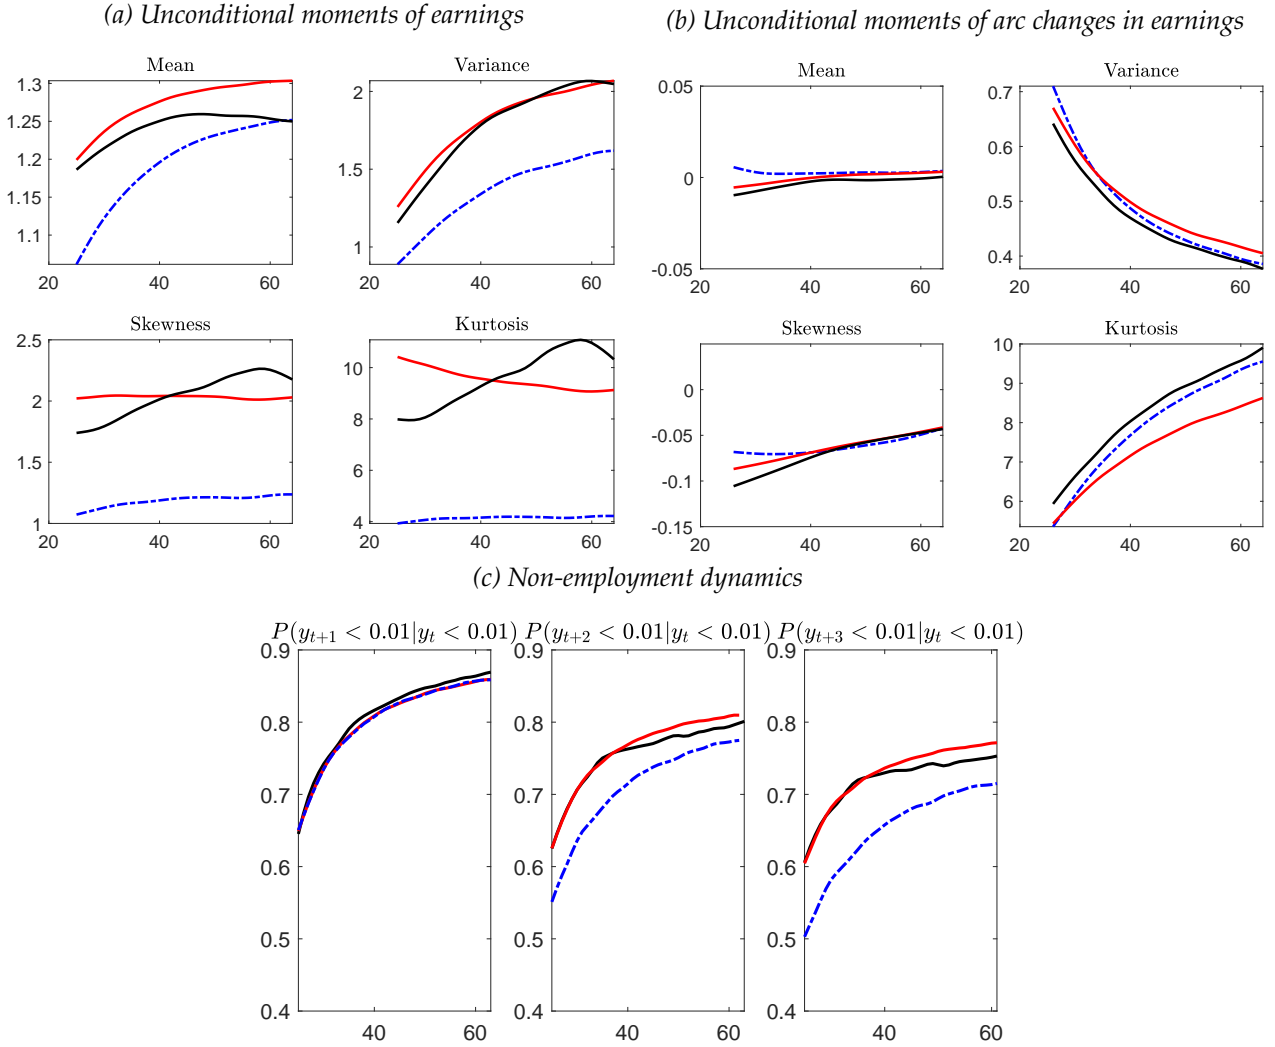 (a) Unconditional moments of earnings
(b) Unconditional moments of arc changes in earnings
Mean
1.3
1.25
1.2
1.15
1.1
20 40 60
Variance
2
1.5
1
20 40 60
Mean
0.05
0
-0.05
20 40 60
Variance
0.7
0.6
0.5
0.4
20 40 60
Skewness
2.5
2
1.5
1
20 40 60
Kurtosis
10
8
6
4
20 40 60
Skewness
0
-0.05
-0.1
-0.15
20 40 60
Kurtosis
10
9
8
7
6
20 40 60
(c) Non-employment dynamics
P(y_{t+1} < 0.01|y_t < 0.01)
0.9
0.8
0.7
0.6
0.5
0.4
40 60
P(y_{t+2} < 0.01|y_t < 0.01)
0.9
0.8
0.7
0.6
0.5
0.4
40 60
P(y_{t+3} < 0.01|y_t < 0.01)
0.9
0.8
0.7
0.6
0.5
0.4
40 60